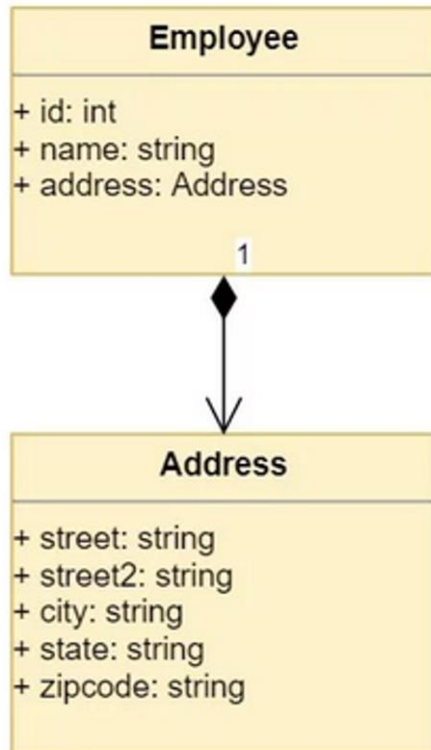 Employee
+ id: int
+ name: string
+ address: Address
1
Address
+ street: string
+ street2: string
+ city: string
+ state: string
+ zipcode: string